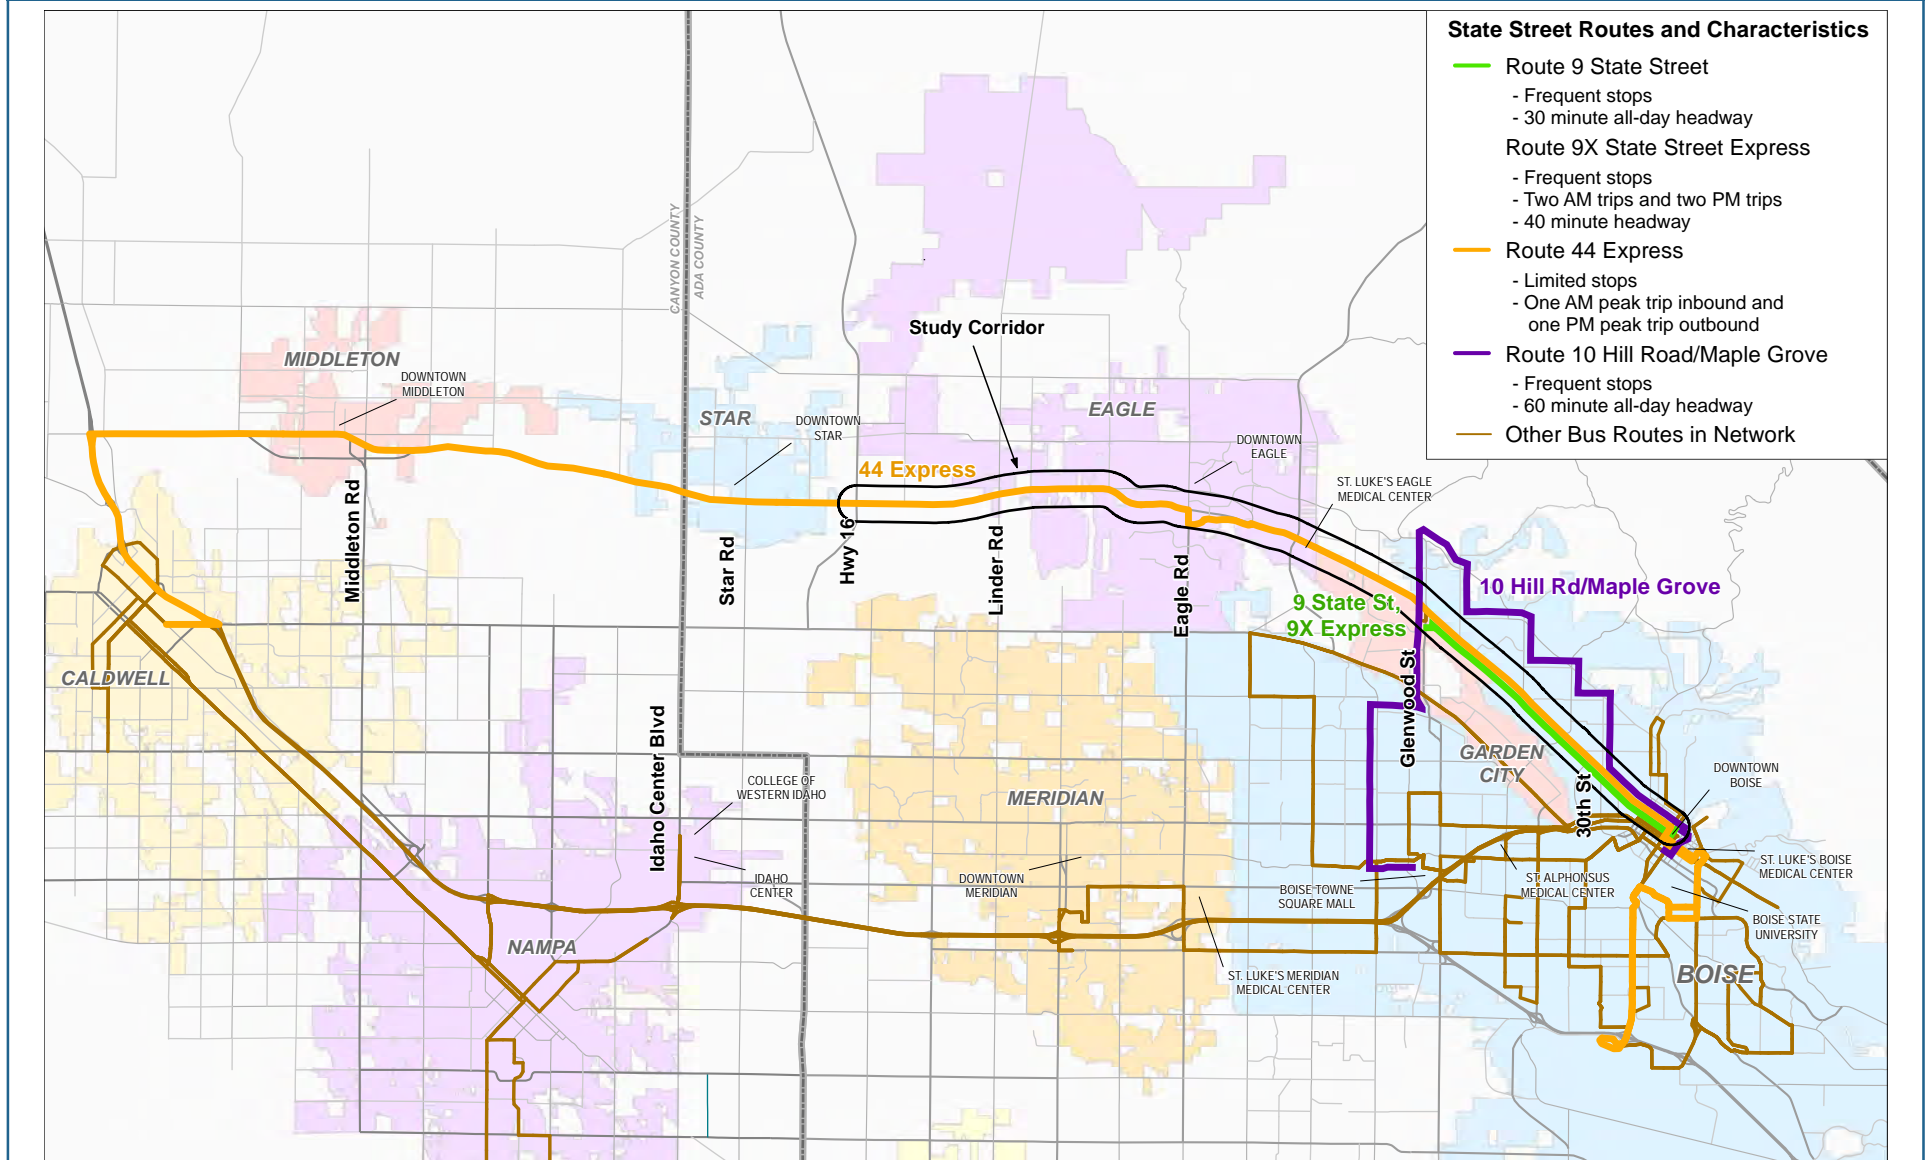 State Street Routes and Characteristics
Route 9 State Street
- Frequent stops
- 30 minute all-day headway
Route 9X State Street Express
- Frequent stops
- Two AM trips and two PM trips
- 40 minute headway
Route 44 Express
- Limited stops
- One AM peak trip inbound and
one PM peak trip outbound
Route 10 Hill Road/Maple Grove
- Frequent stops
- 60 minute all-day headway
Other Bus Routes in Network
CANYON COUNTY
ADA COUNTY
Study Corridor
MIDDLETON
DOWNTOWN
MIDDLETON
STAR
DOWNTOWN
STAR
EAGLE
DOWNTOWN
EAGLE
44 Express
ST. LUKE'S EAGLE
MEDICAL CENTER
Middleton Rd
Star Rd
Hwy 16
Linder Rd
Eagle Rd
10 Hill Rd/Maple Grove
9 State St,
9X Express
CALDWELL
Glenwood St
Idaho Center Blvd
GARDEN
CITY
30th St
DOWNTOWN
BOISE
COLLEGE OF
WESTERN IDAHO
MERIDIAN
IDAHO
CENTER
DOWNTOWN
MERIDIAN
BOISE TOWNE
SQUARE MALL
ST. ALPHONSUS
MEDICAL CENTER
ST. LUKE'S BOISE
MEDICAL CENTER
BOISE STATE
UNIVERSITY
NAMPA
ST. LUKE'S MERIDIAN
MEDICAL CENTER
BOISE